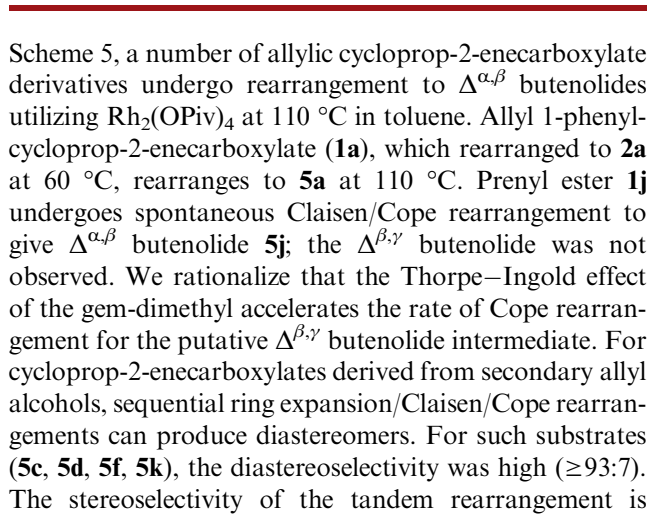 Scheme 5, a number of allylic cycloprop-2-enecarboxylate
derivatives undergo rearrangement to Δα,β butenolides
utilizing Rh2(OPiv)4 at 110 °C in toluene. Allyl 1-phenyl-
cycloprop-2-enecarboxylate (1a), which rearranged to 2a
at 60 °C, rearranges to 5a at 110 °C. Prenyl ester 1j
undergoes spontaneous Claisen/Cope rearrangement to
give Δα,β butenolide 5j; the Δβ,γ butenolide was not
observed. We rationalize that the Thorpe−Ingold effect
of the gem-dimethyl accelerates the rate of Cope rearran-
gement for the putative Δβ,γ butenolide intermediate. For
cycloprop-2-enecarboxylates derived from secondary allyl
alcohols, sequential ring expansion/Claisen/Cope rearran-
gements can produce diastereomers. For such substrates
(5c, 5d, 5f, 5k), the diastereoselectivity was high (≥93:7).
The stereoselectivity of the tandem rearrangement is